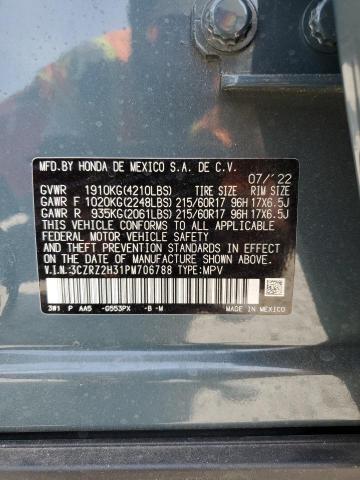 MFD.BY HONDA DE MEXICO S.A. DE C.V.
07/'22
GVWR 1910KG(4210LBS) TIRE SIZE RIM SIZE
GAWR F 1020KG(2248LBS) 215/60R17 96H 17X6.5J
GAWR R 935KG(2061LBS) 215/60R17 96H 17X6.5J
THIS VEHICLE CONFORMS TO ALL APPLICABLE
FEDERAL MOTOR VEHICLE SAFETY
STANDARDS IN EFFECT ON THE DATE OF
MANUFACTURE SHOWN ABOVE.
V.I.N.:3CZRZ2H31PM706788 TYPE:MPV
3W1 P AA5 -G553PX -B-M
MADE IN MEXICO